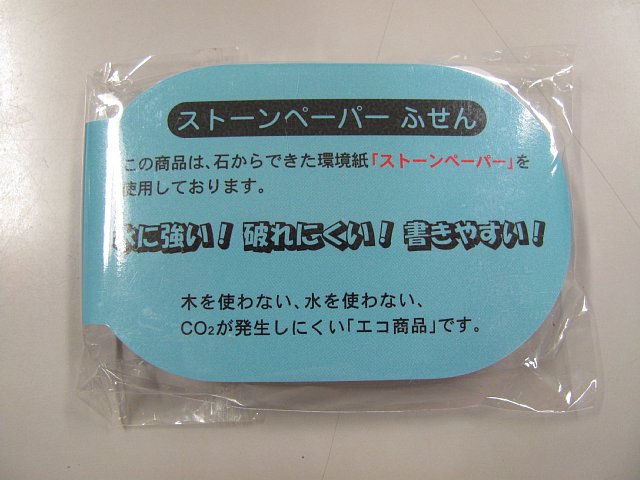 ストーンペーパー ふせん
この商品は、石からできた環境紙「ストーンペーパー」を
使用しております。
水に強い! 破れにくい! 書きやすい!
木を使わない、水を使わない、
CO₂が発生しにくい「エコ商品」です。